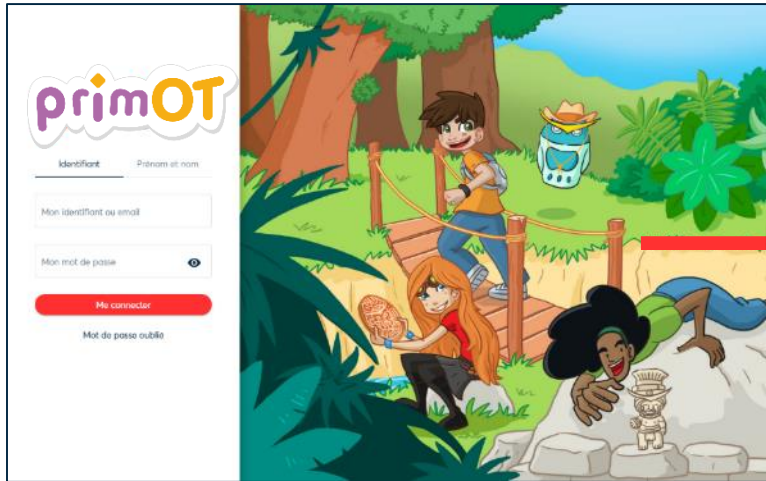 primOT
Identifiant Prénom et nom
Mon identifiant ou email
Mon mot de passe
Me connecter
Mot de passe oublié